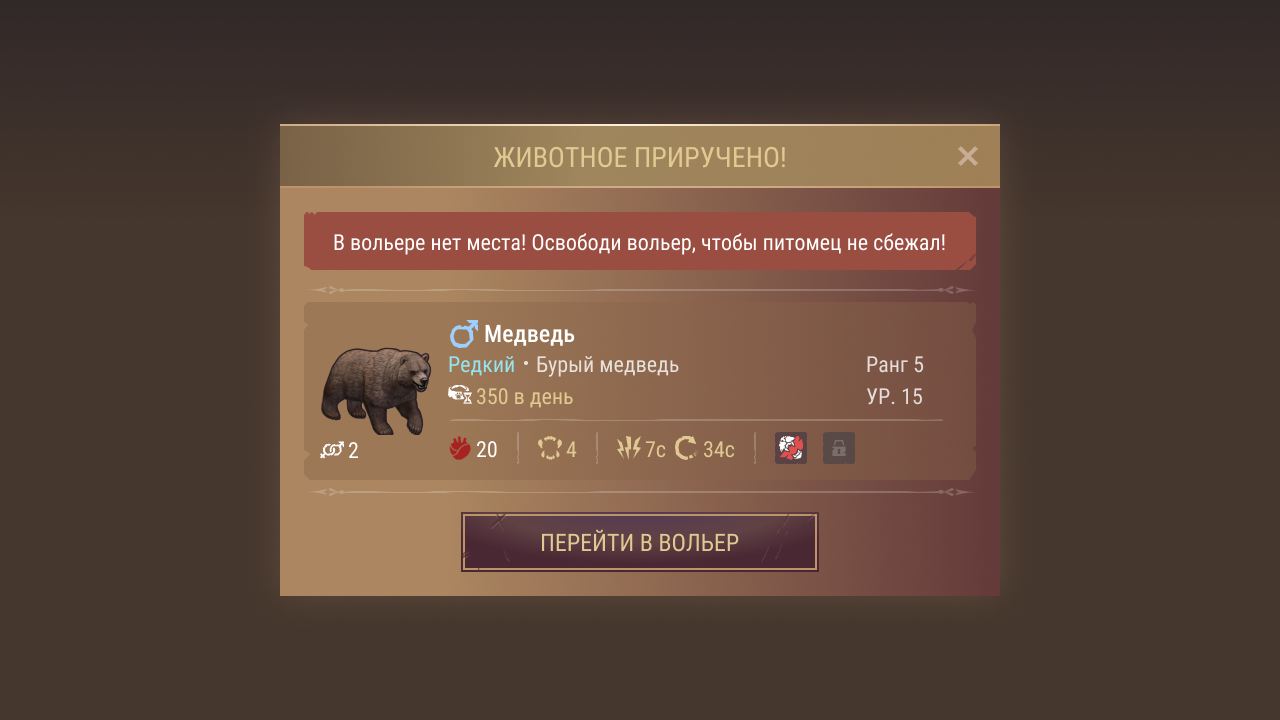 ЖИВОТНОЕ ПРИРУЧЕНО!
В вольере нет места! Освободи вольер, чтобы питомец не сбежал!
Медведь
Редкий • Бурый медведь Ранг 5
350 в день УР. 15
2 20 4 7с 34с
ПЕРЕЙТИ В ВОЛЬЕР